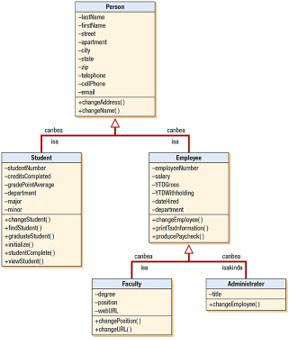 Person
–lastName
–firstName
–street
–apartment
–city
–state
–zip
–telephone
–cellPhone
–email
+changeAddress()
+changeName()
canbea
canbea
isa
isa
Student
–studentNumber
–creditsCompleted
–gradePointAverage
–department
–major
–minor
+changeStudent()
+findStudent()
+graduateStudent()
+initialize()
+studentComplete()
+viewStudent()
Employee
–employeeNumber
–salary
–YTDGross
–YTDWithholding
–dateHired
–department
+changeEmployee()
+printTaxInformation()
+producePaycheck()
canbea
canbea
isa
isakinda
Faculty
–degree
–position
–webURL
+changePosition()
+changeURL()
Administrator
–title
+changeEmployee()